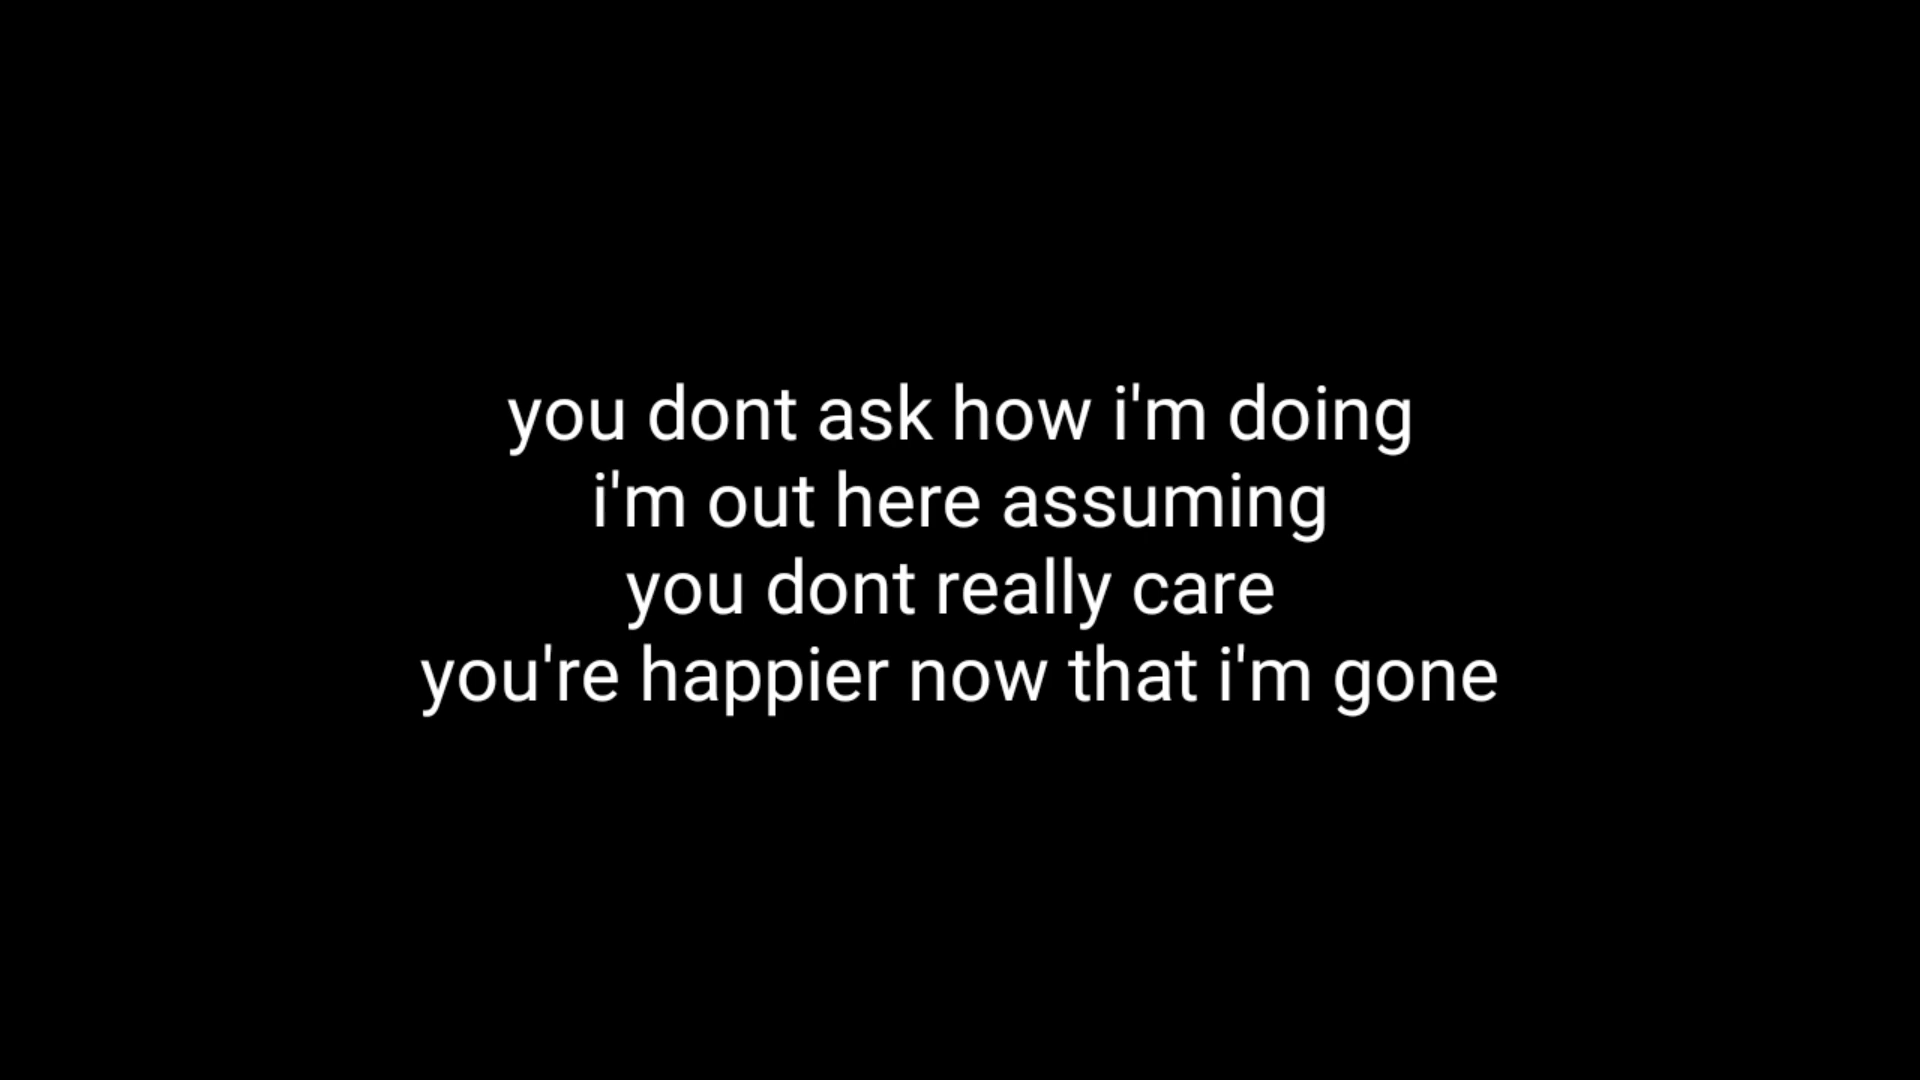 you dont ask how i'm doing
i'm out here assuming
you dont really care
you're happier now that i'm gone